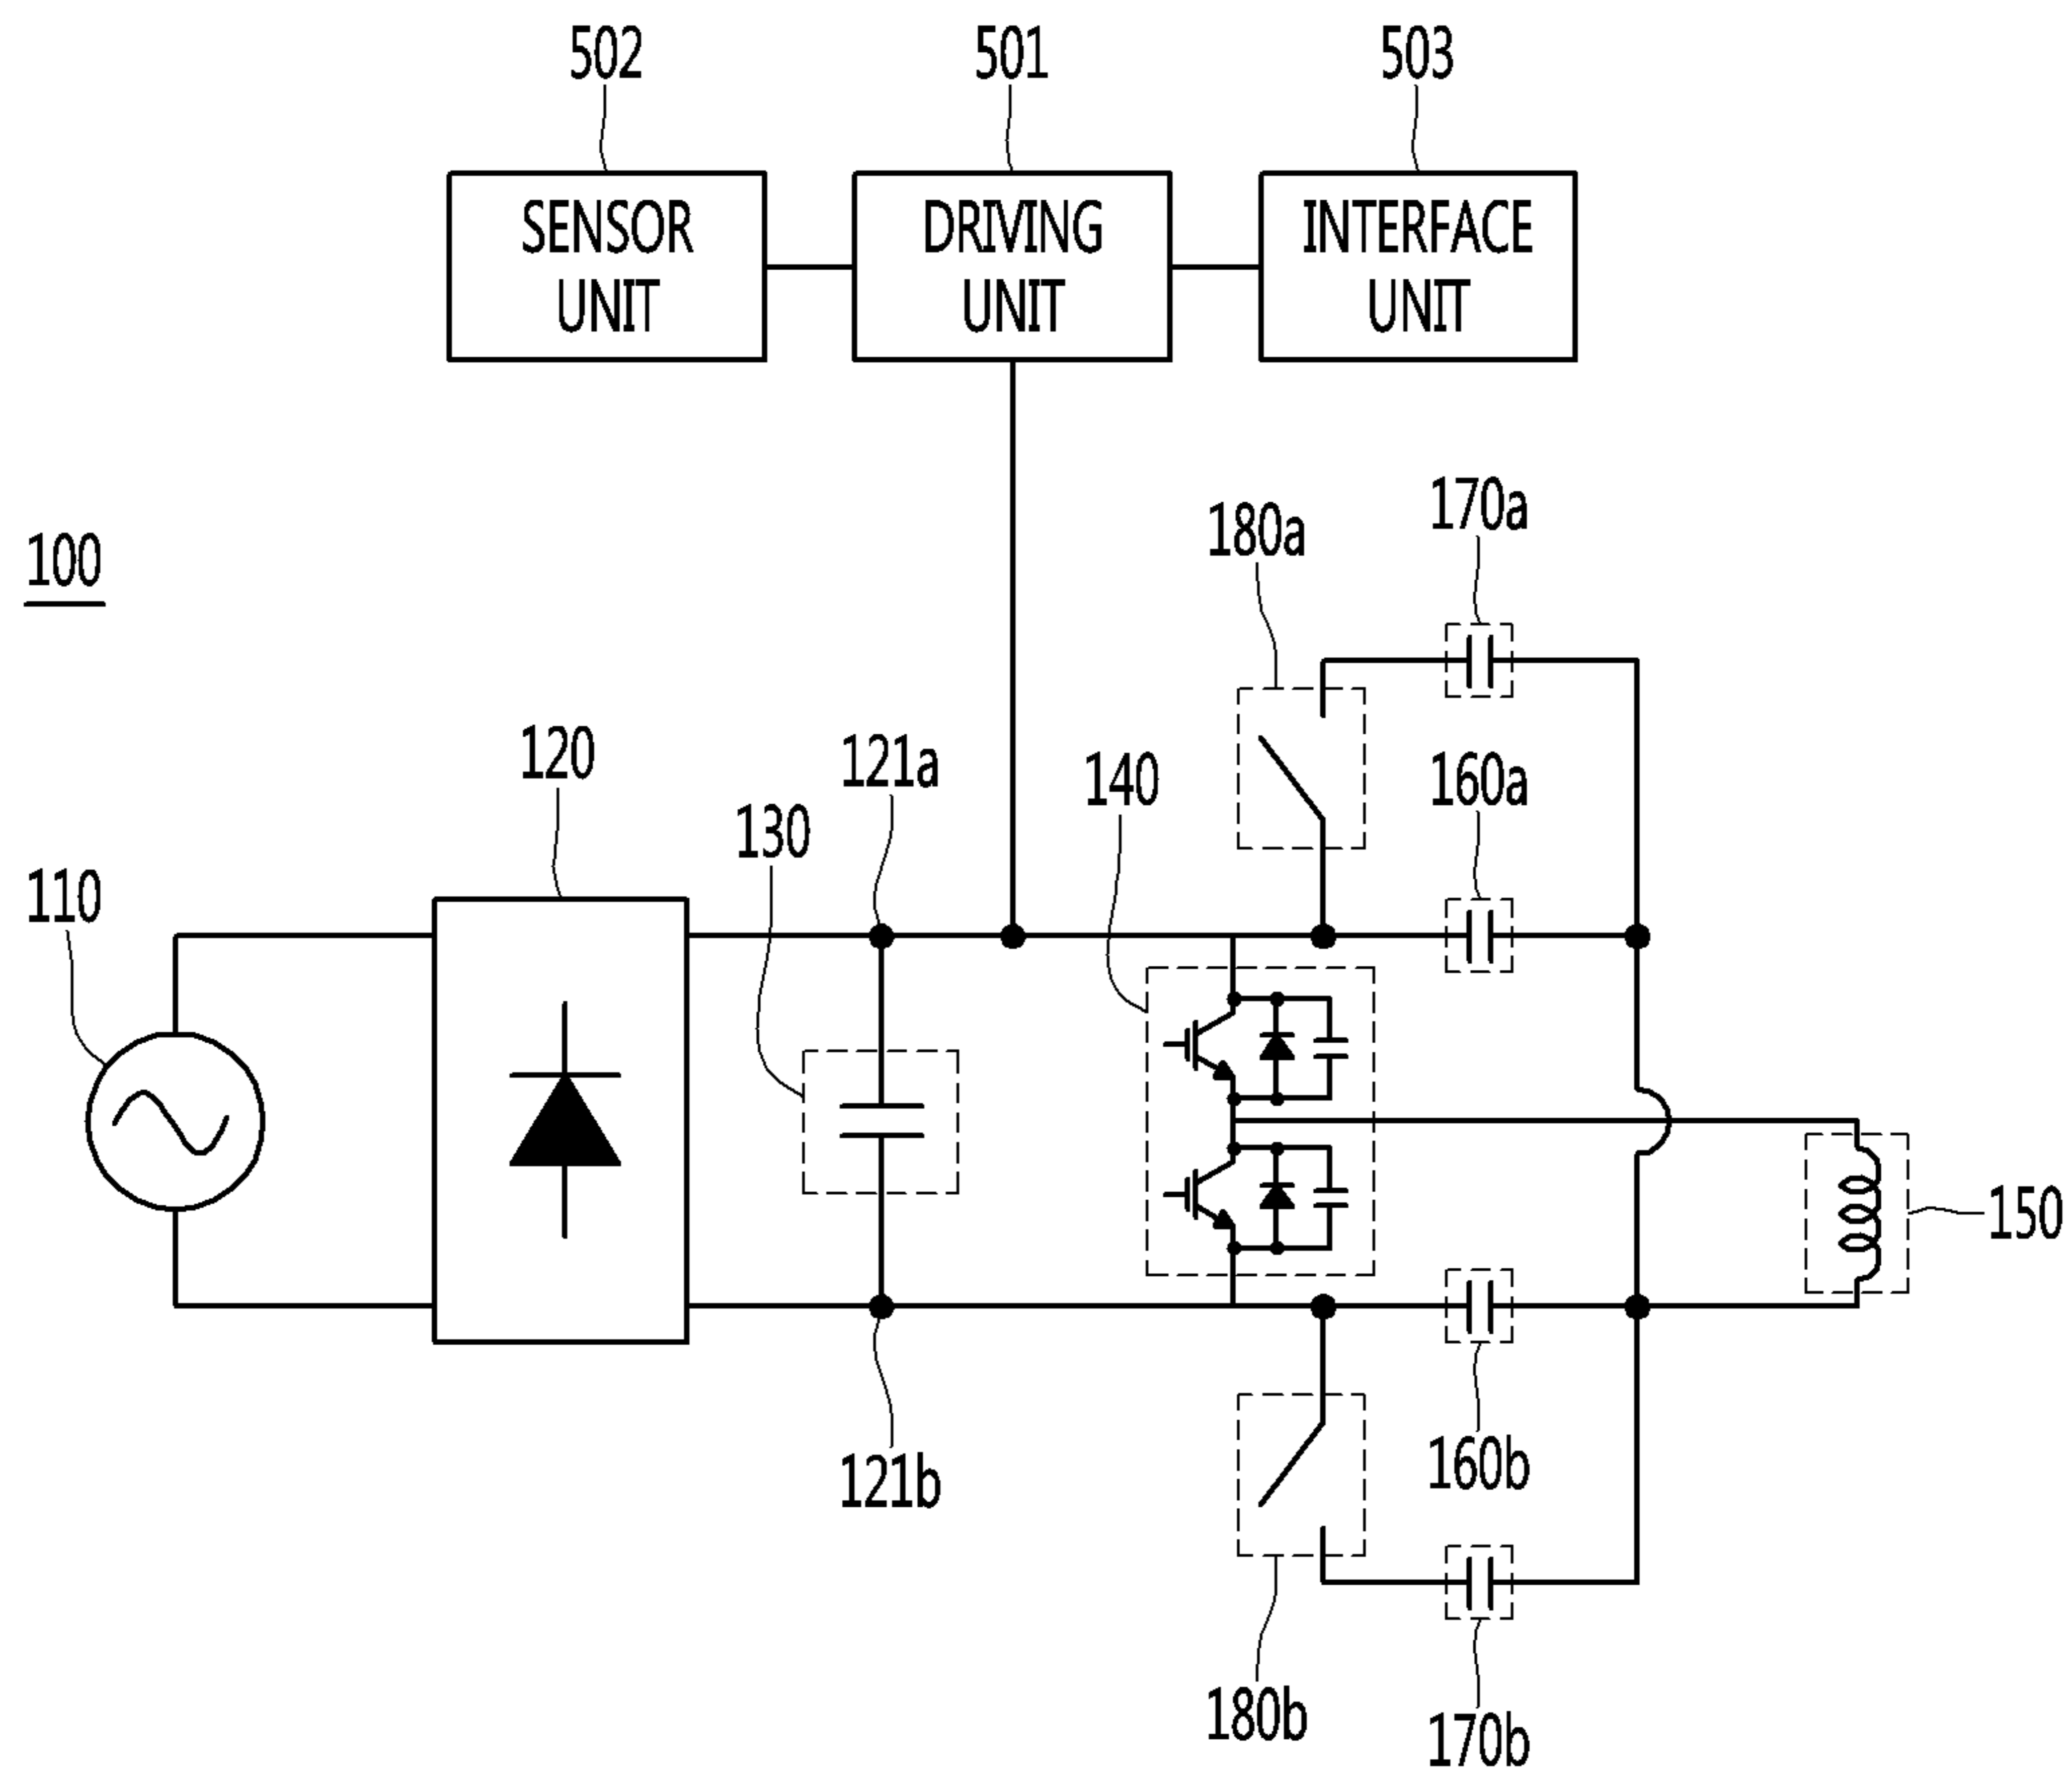 502
501
503
SENSOR
UNIT
DRIVING
UNIT
INTERFACE
UNIT
170a
180a
100
120
121a
140
160a
130
110
150
160b
121b
180b
170b